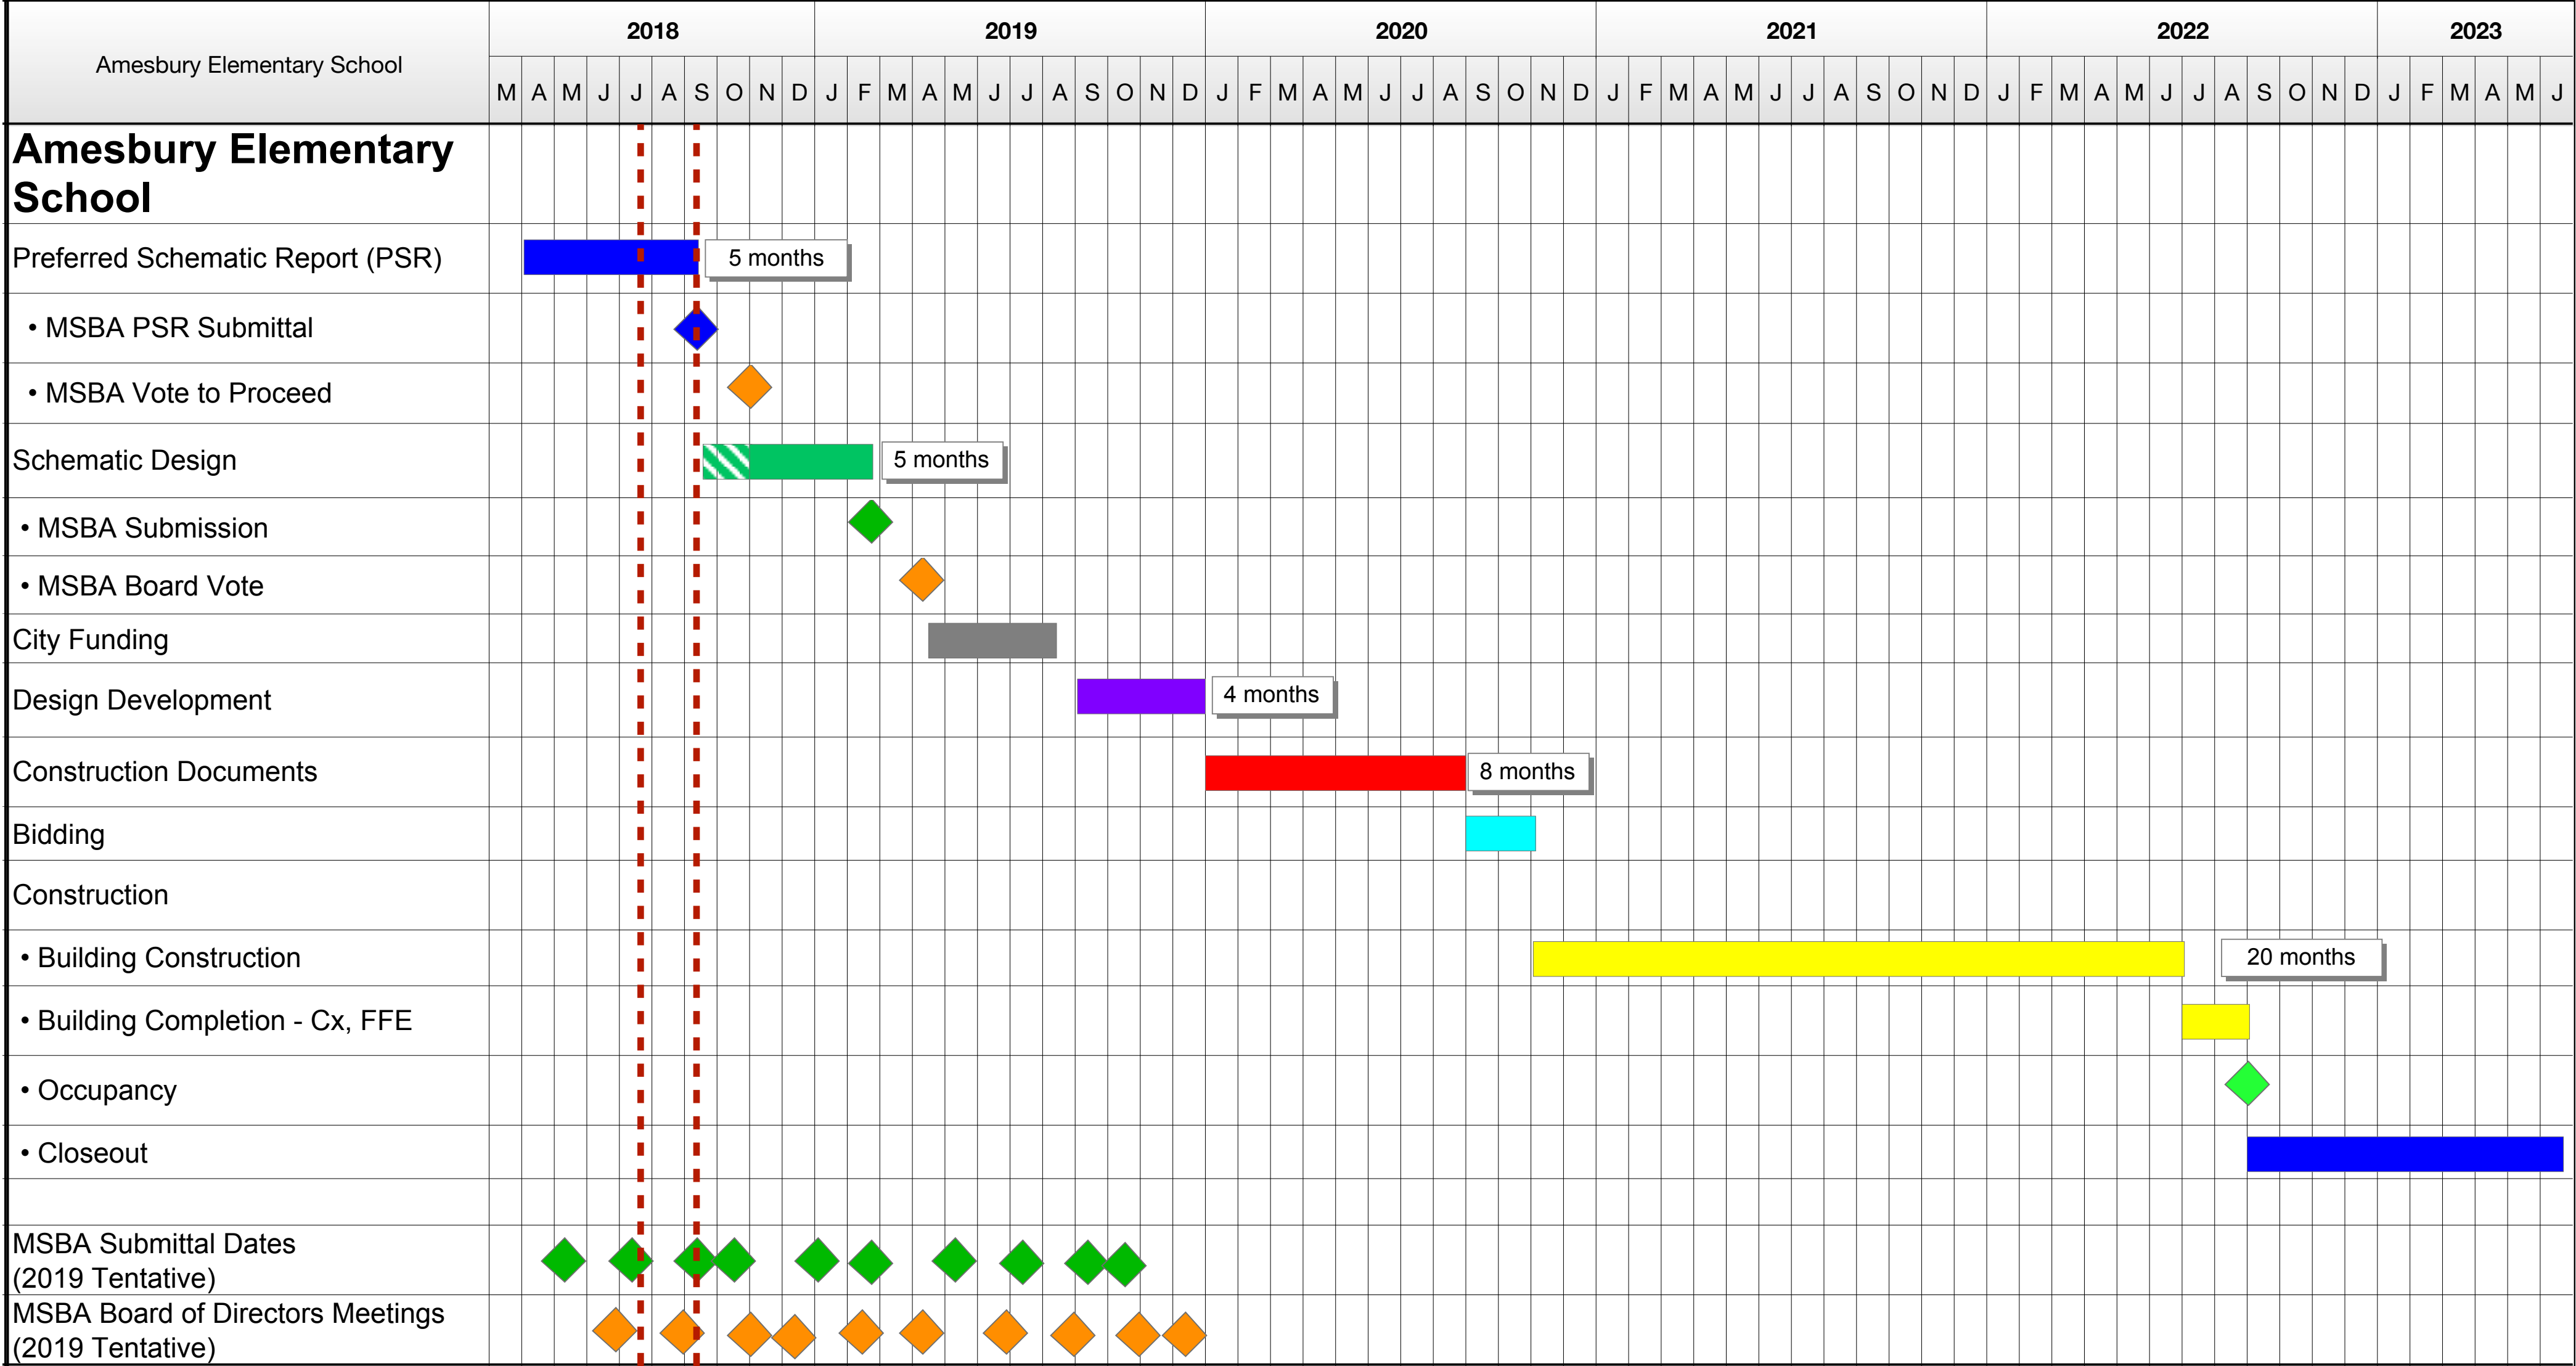 2018 2019 2020 2021 2022 2023
Amesbury Elementary School
M A M J J A S O N D J F M A M J J A S O N D J F M A M J J A S O N D J F M A M J J A S O N D J F M A M J J A S O N D J F M A M J
Amesbury Elementary
School
Preferred Schematic Report (PSR) 5 months
• MSBA PSR Submittal
• MSBA Vote to Proceed
Schematic Design 5 months
• MSBA Submission
• MSBA Board Vote
City Funding
Design Development 4 months
Construction Documents 8 months
Bidding
Construction
• Building Construction 20 months
• Building Completion - Cx, FFE
• Occupancy
• Closeout
MSBA Submittal Dates
(2019 Tentative)
MSBA Board of Directors Meetings
(2019 Tentative)